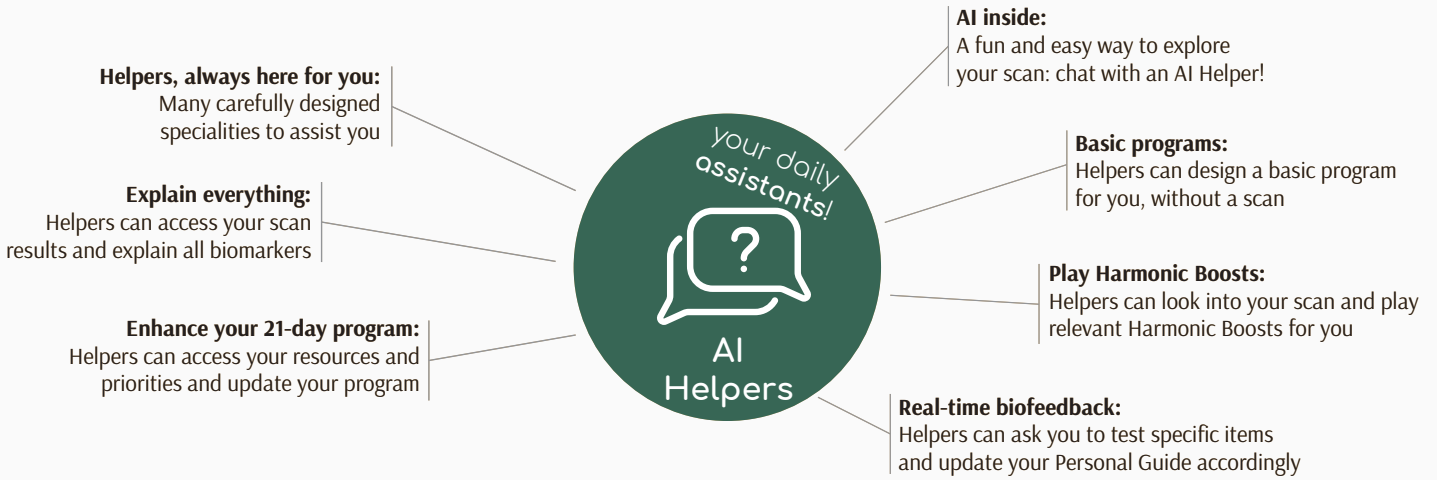 Helpers, always here for you:
Many carefully designed
specialities to assist you
Explain everything:
Helpers can access your scan
results and explain all biomarkers
Enhance your 21-day program:
Helpers can access your resources and
priorities and update your program
your daily
assistants!
?
AI
Helpers
AI inside:
A fun and easy way to explore
your scan: chat with an AI Helper!
Basic programs:
Helpers can design a basic program
for you, without a scan
Play Harmonic Boosts:
Helpers can look into your scan and play
relevant Harmonic Boosts for you
Real-time biofeedback:
Helpers can ask you to test specific items
and update your Personal Guide accordingly